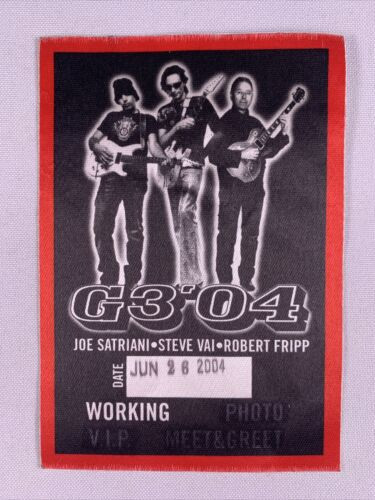 G3'04
JOE SATRIANI•STEVE VAI•ROBERT FRIPP
DATE JUN 26 2004
WORKING PHOTO
V.I.P. MEET&GREET